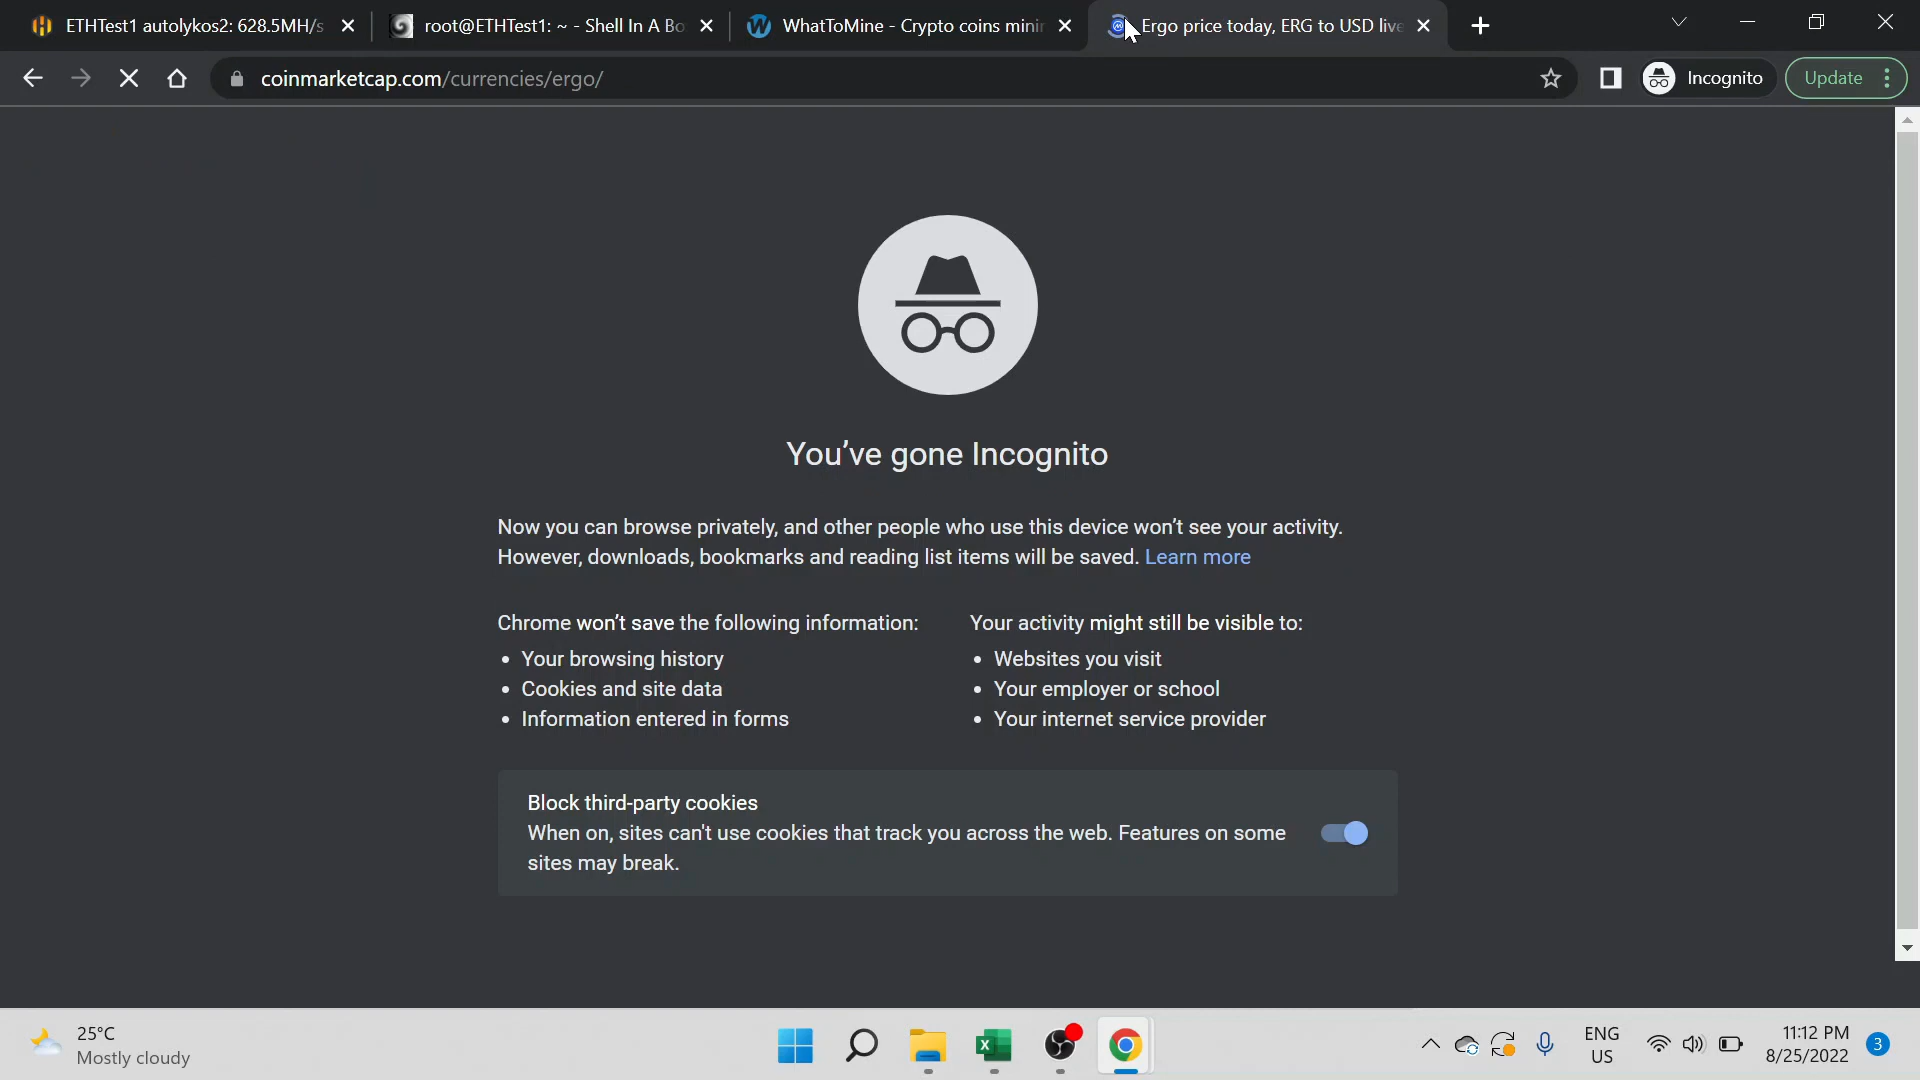 ETHTest1 autolykos2: 628.5MH/s
root@ETHTest1: ~ - Shell In A Bo
WhatToMine - Crypto coins minin
Ergo price today, ERG to USD live
coinmarketcap.com/currencies/ergo/
Incognito
Update
You've gone Incognito
Now you can browse privately, and other people who use this device won't see your activity.
However, downloads, bookmarks and reading list items will be saved. Learn more
Chrome won't save the following information:
Your browsing history
Cookies and site data
Information entered in forms
Your activity might still be visible to:
Websites you visit
Your employer or school
Your internet service provider
Block third-party cookies
When on, sites can't use cookies that track you across the web. Features on some
sites may break.
25°C
Mostly cloudy
ENG
US
11:12 PM
8/25/2022
3